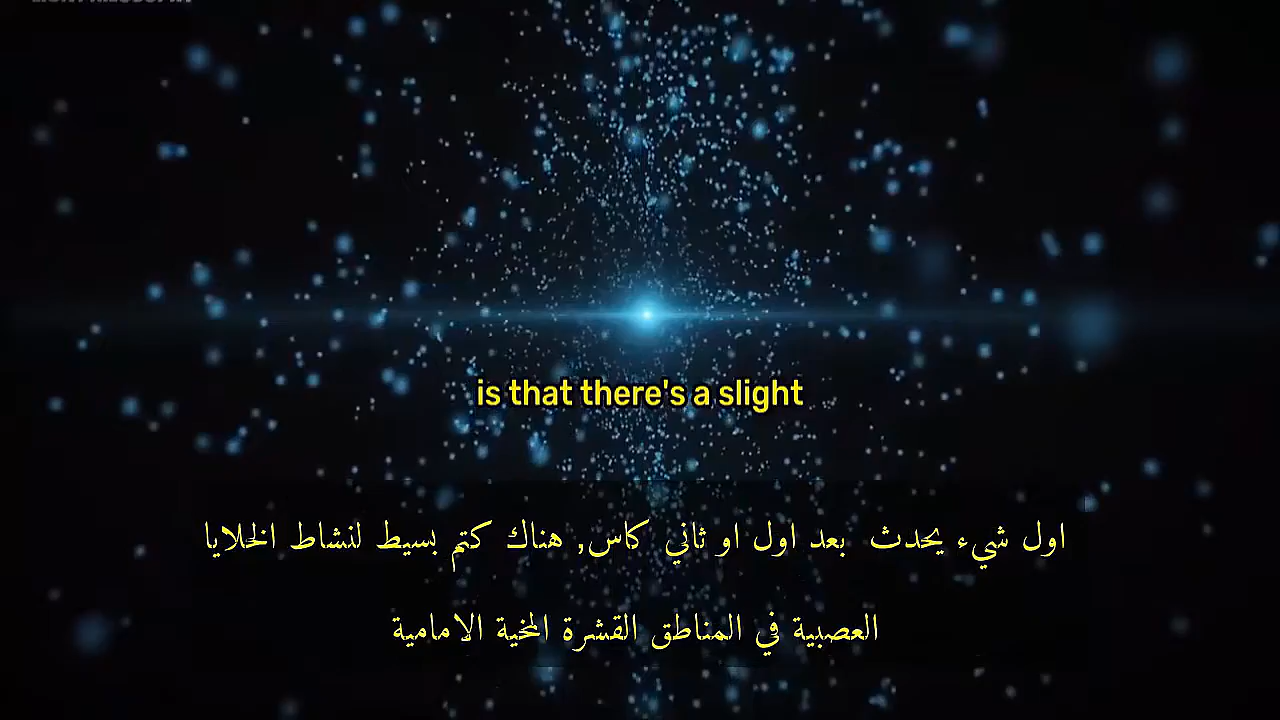 is that there's a slight
اول شيء يحدث بعد اول او ثاني كاس, هناك كتم بسيط لنشاط الخلايا
العصبية في المناطق القشرة المخية الامامية